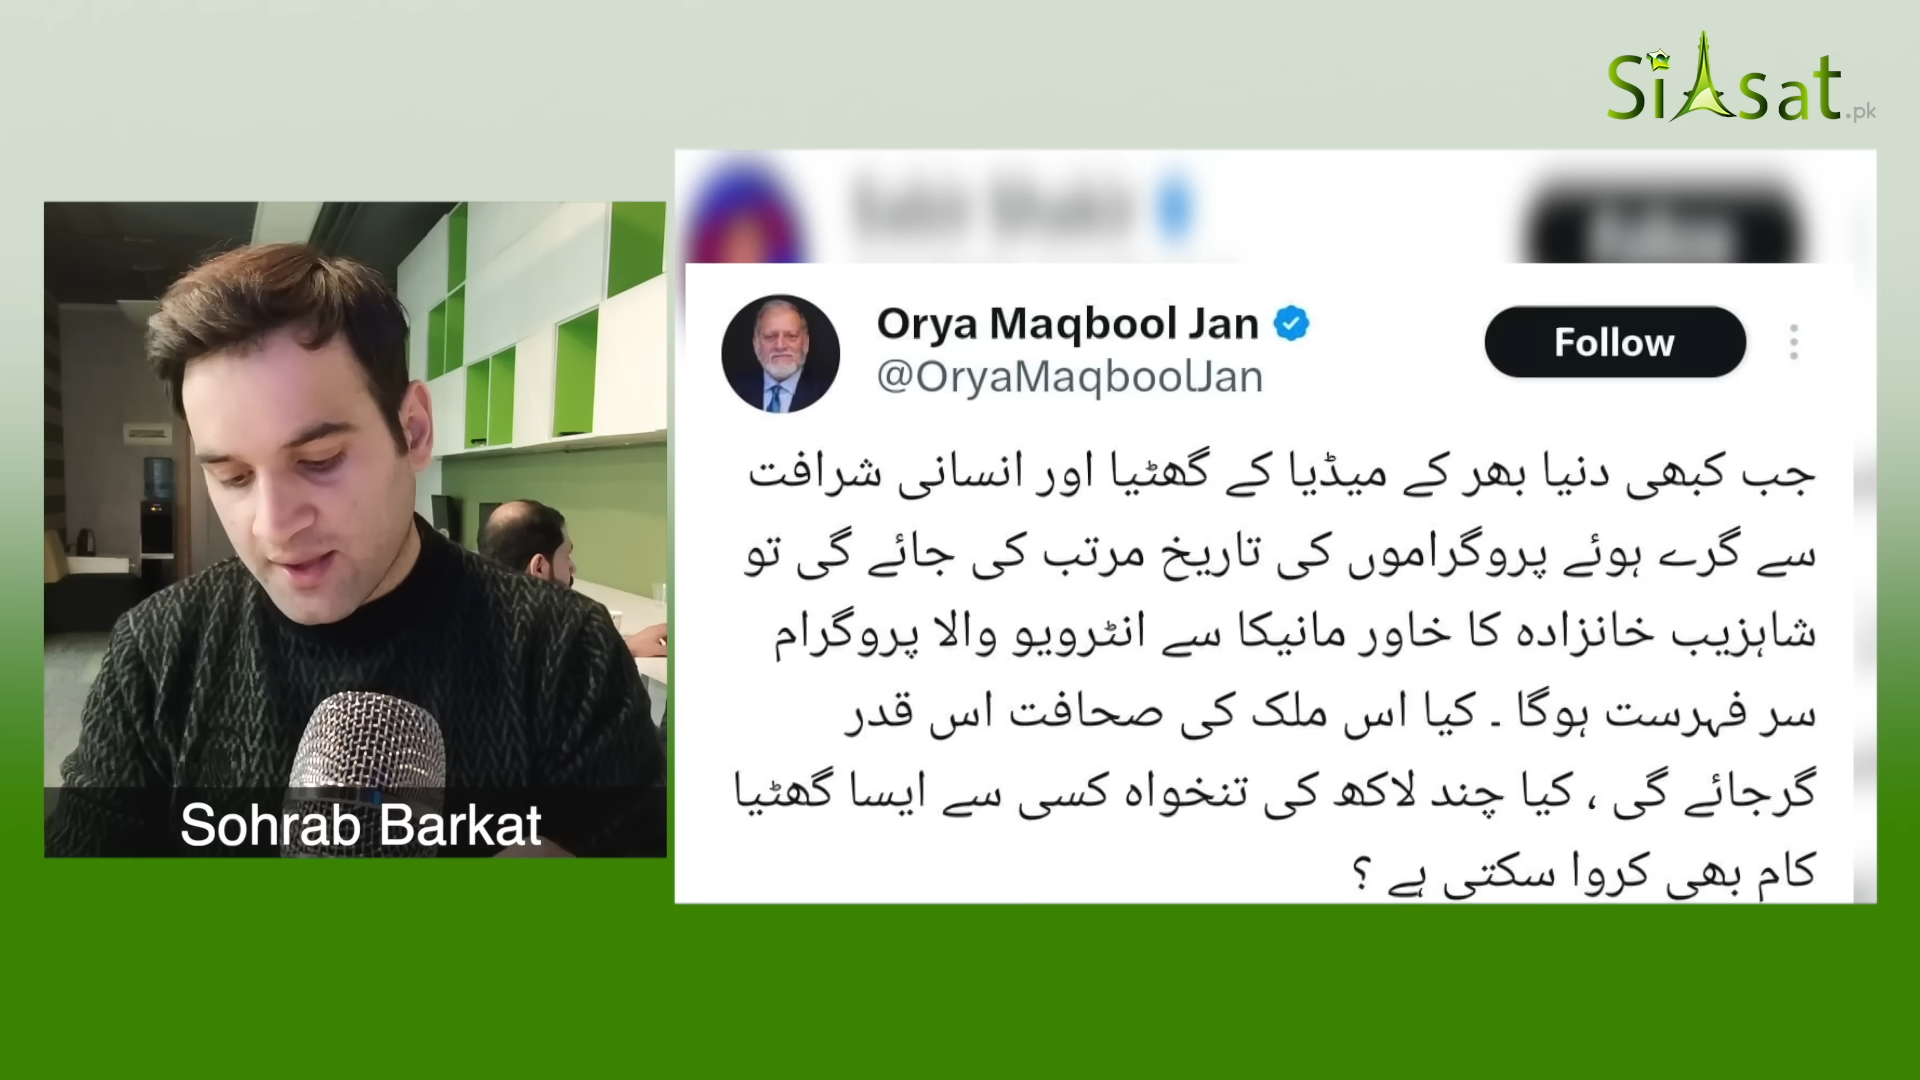 SiAsat.pk
Orya Maqbool Jan
@OryaMaqboolJan
Follow
جب کبھی دنیا بھر کے میڈیا کے گھٹیا اور انسانی شرافت
سے گرے ہوئے پروگراموں کی تاریخ مرتب کی جائے گی تو
شاہزیب خانزادہ کا خاور مانیکا سے انٹرویو والا پروگرام
سر فہرست ہوگا ۔ کیا اس ملک کی صحافت اس قدر
گرجائے گی ، کیا چند لاکھ کی تنخواہ کسی سے ایسا گھٹیا
کام بھی کروا سکتی ہے ؟
Sohrab Barkat